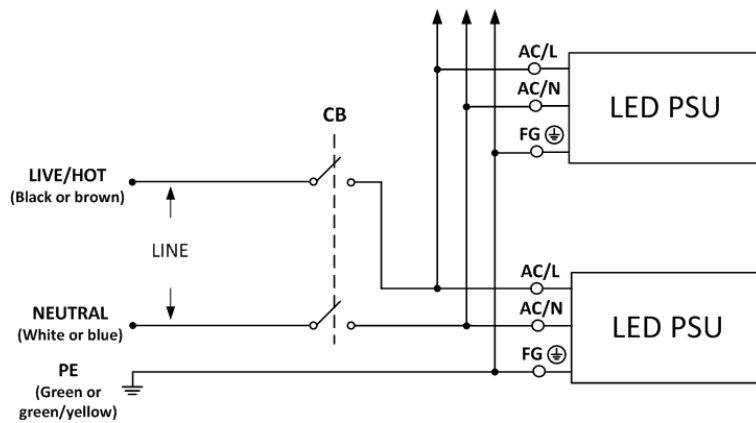 AC/L
AC/N
FG
LED PSU
CB
LIVE/HOT
(Black or brown)
LINE
NEUTRAL
(White or blue)
PE
(Green or
green/yellow)
AC/L
AC/N
FG
LED PSU